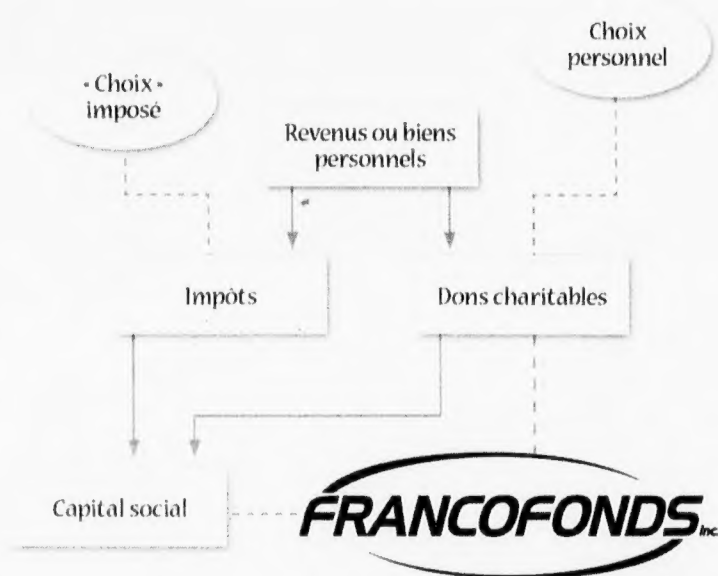 Choix
personnel
« Choix »
imposé
Revenus ou biens
personnels
Impôts
Dons charitables
Capital social
FRANCOFONDS Inc.